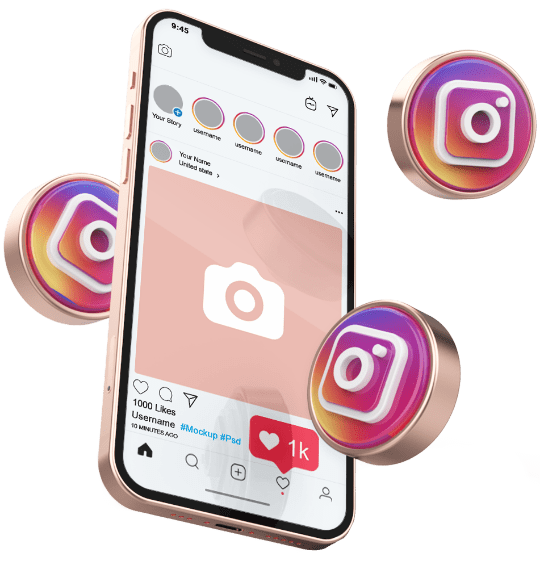 9:45
Your Story
username
username
username
username
Your Name
United state >
1000 Likes
Username #Mockup #Psd
10 MINUTES AGO
1k